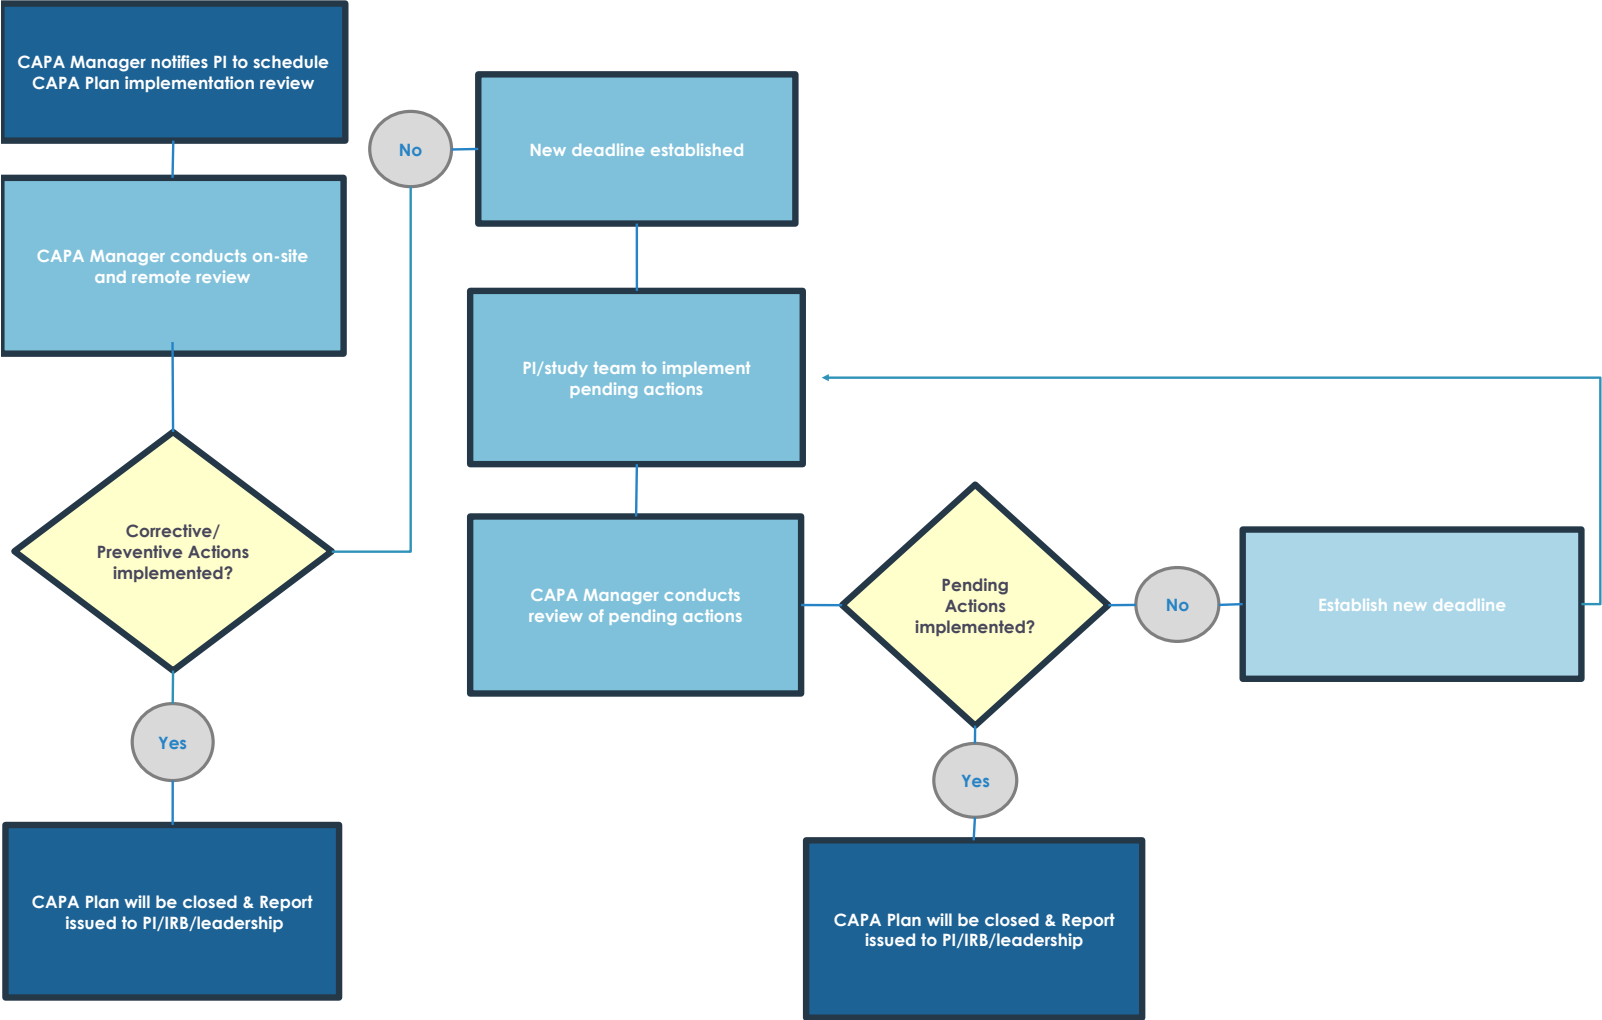 CAPA Manager notifies PI to schedule
CAPA Plan implementation review
CAPA Manager conducts on-site
and remote review
Corrective/
Preventive Actions
implemented?
Yes
CAPA Plan will be closed & Report
issued to PI/IRB/leadership
No
New deadline established
PI/study team to implement
pending actions
CAPA Manager conducts
review of pending actions
Pending
Actions
implemented?
Yes
CAPA Plan will be closed & Report
issued to PI/IRB/leadership
No
Establish new deadline